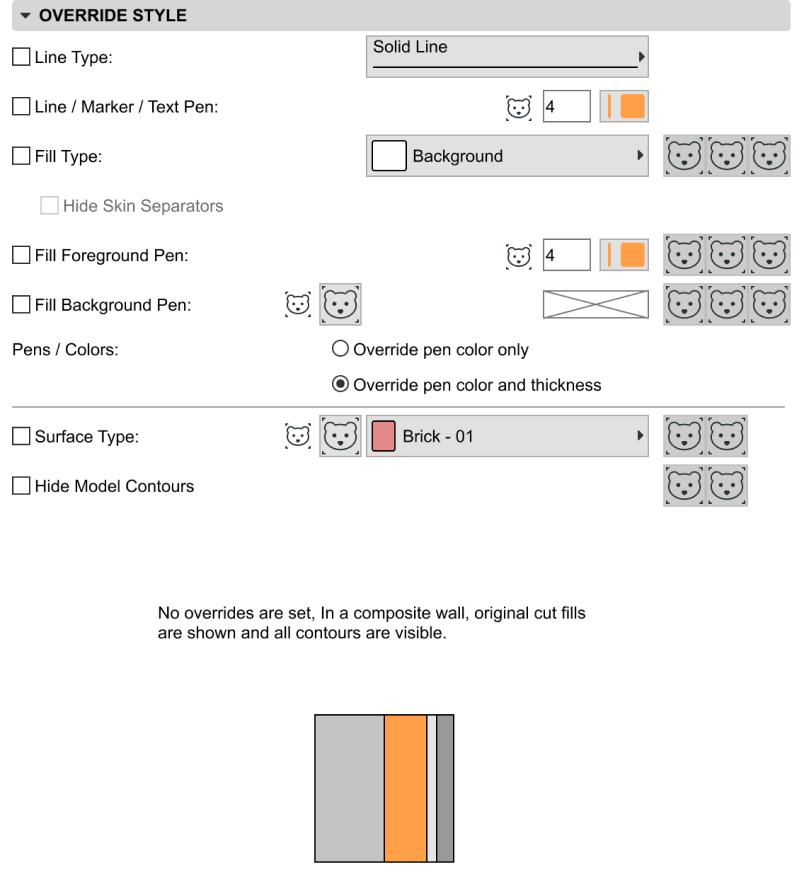 OVERRIDE STYLE
Line Type:
Solid Line
Line / Marker / Text Pen:
4
Fill Type:
Background
Hide Skin Separators
Fill Foreground Pen:
4
Fill Background Pen:
Pens / Colors:
Override pen color only
Override pen color and thickness
Surface Type:
Brick - 01
Hide Model Contours
No overrides are set, In a composite wall, original cut fills
are shown and all contours are visible.